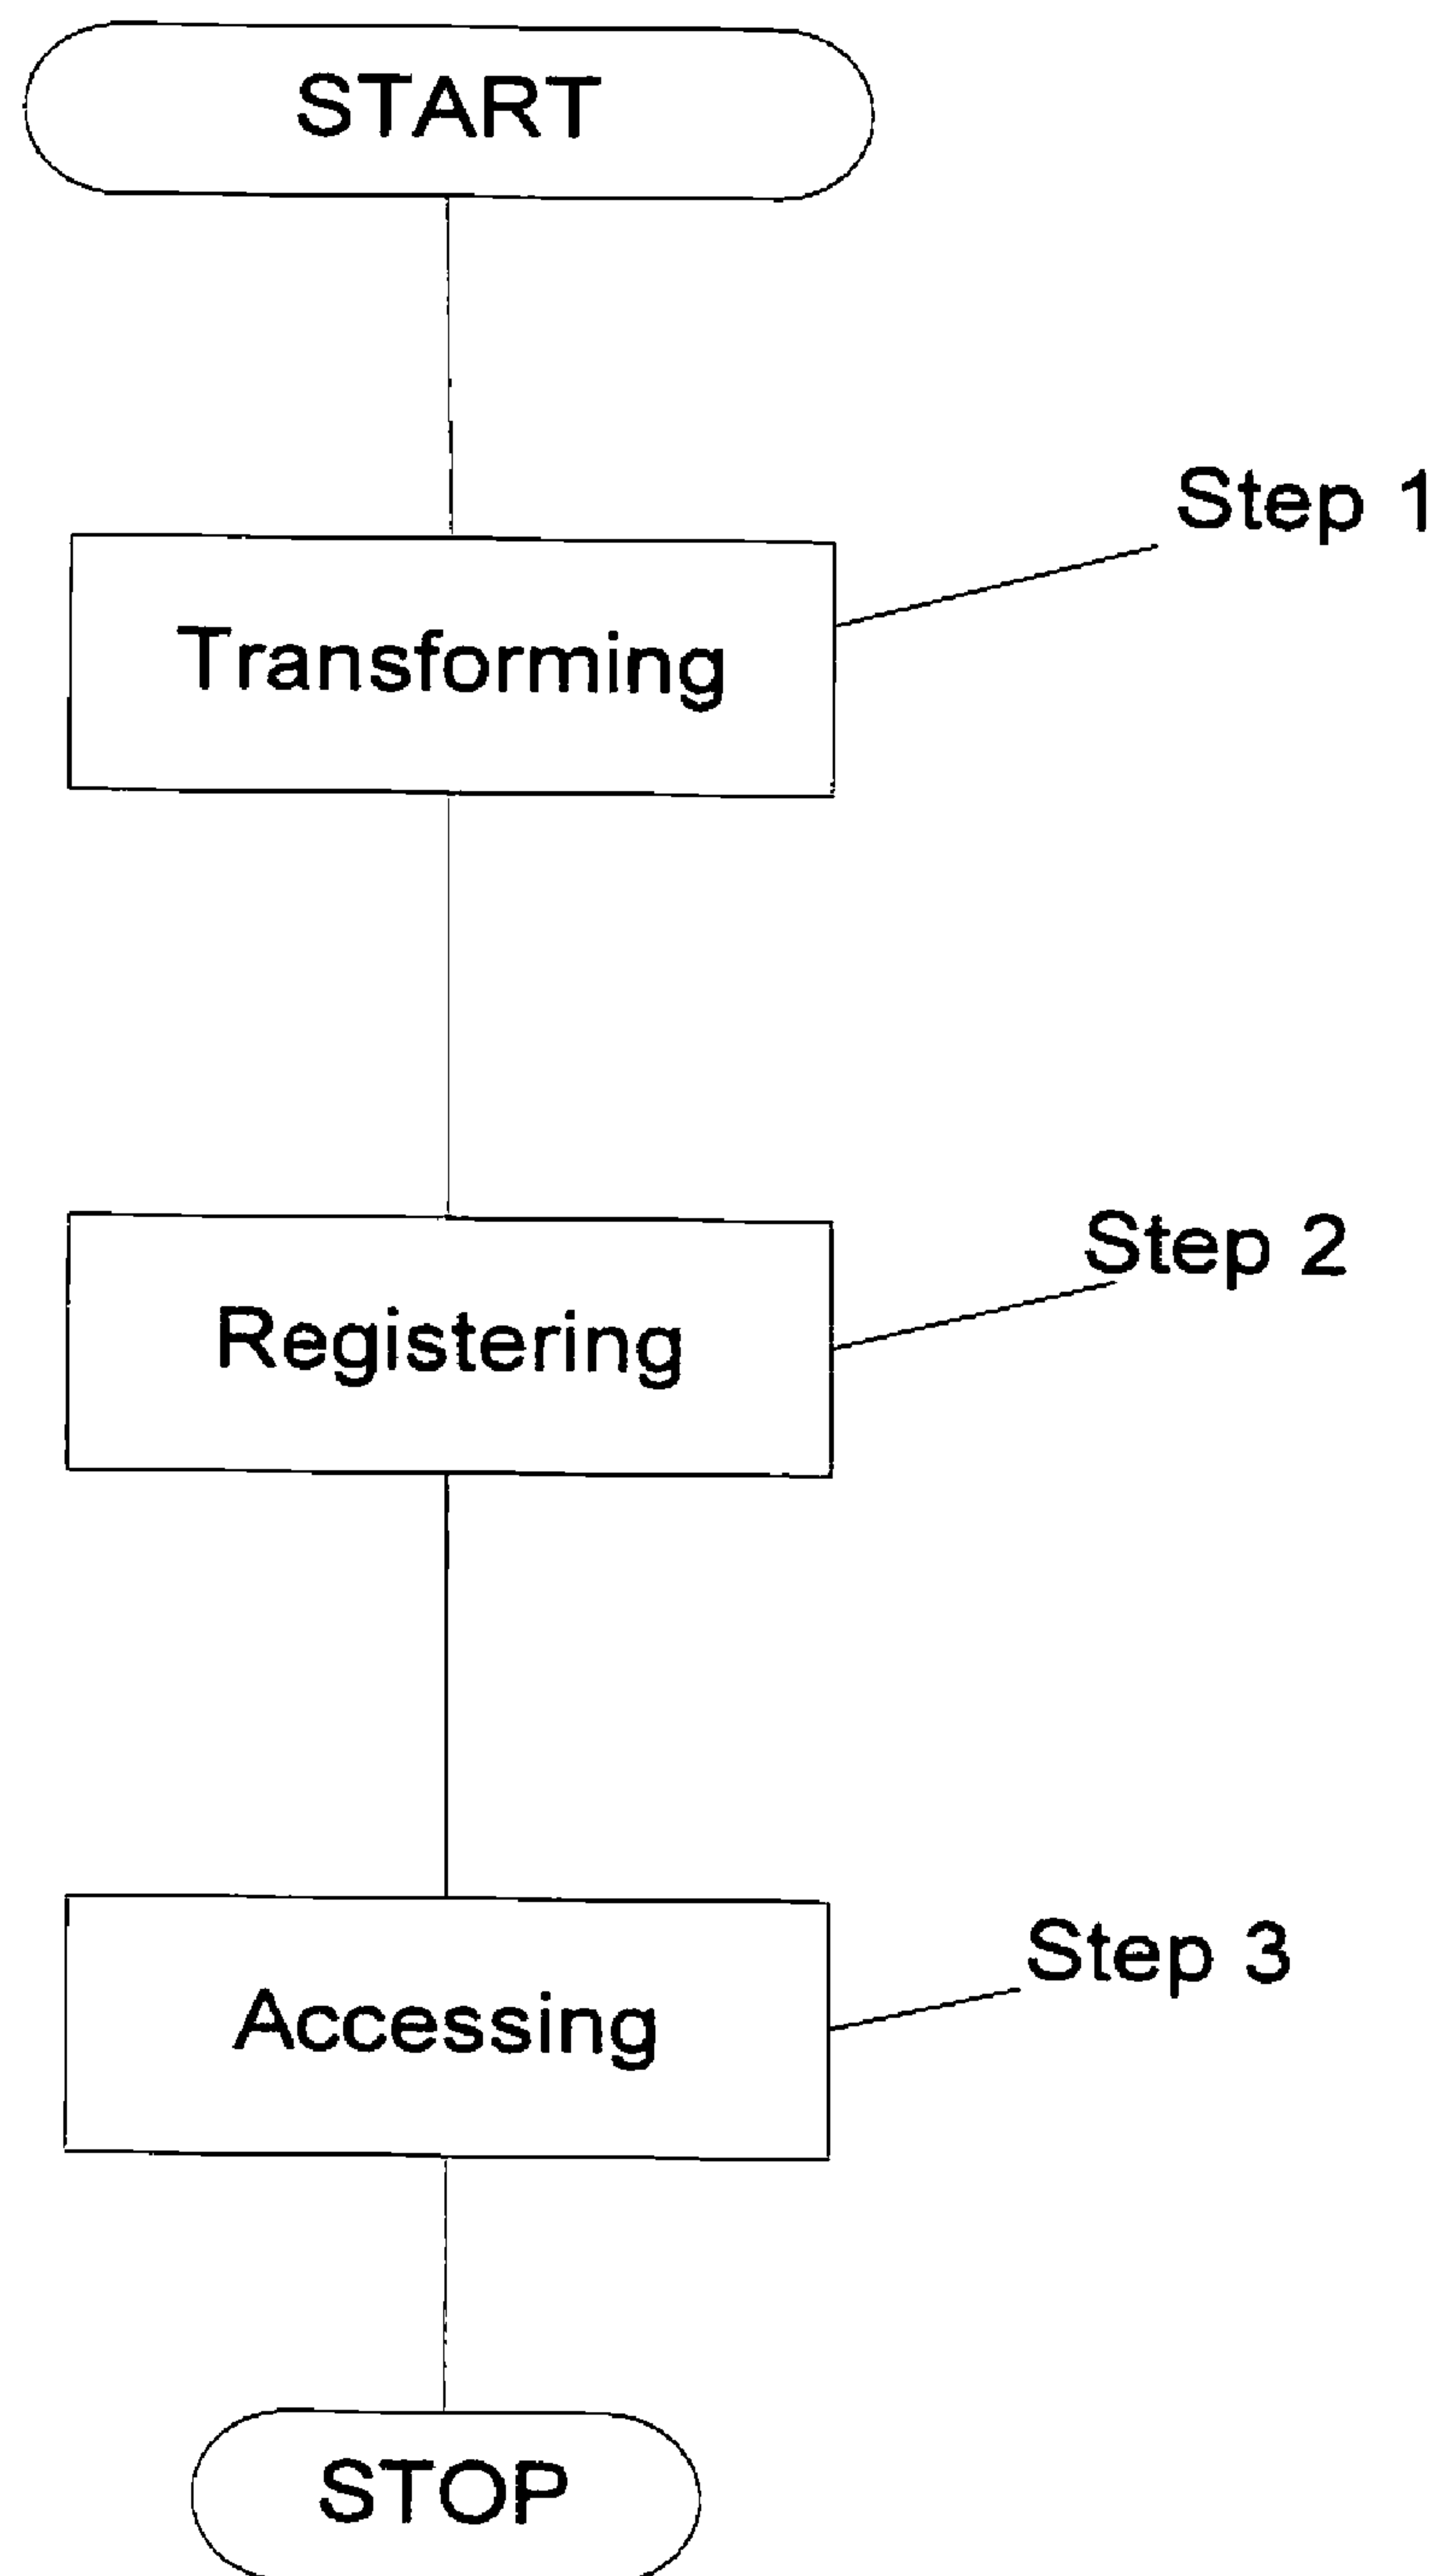 START
Step 1
Transforming
Step 2
Registering
Step 3
Accessing
STOP